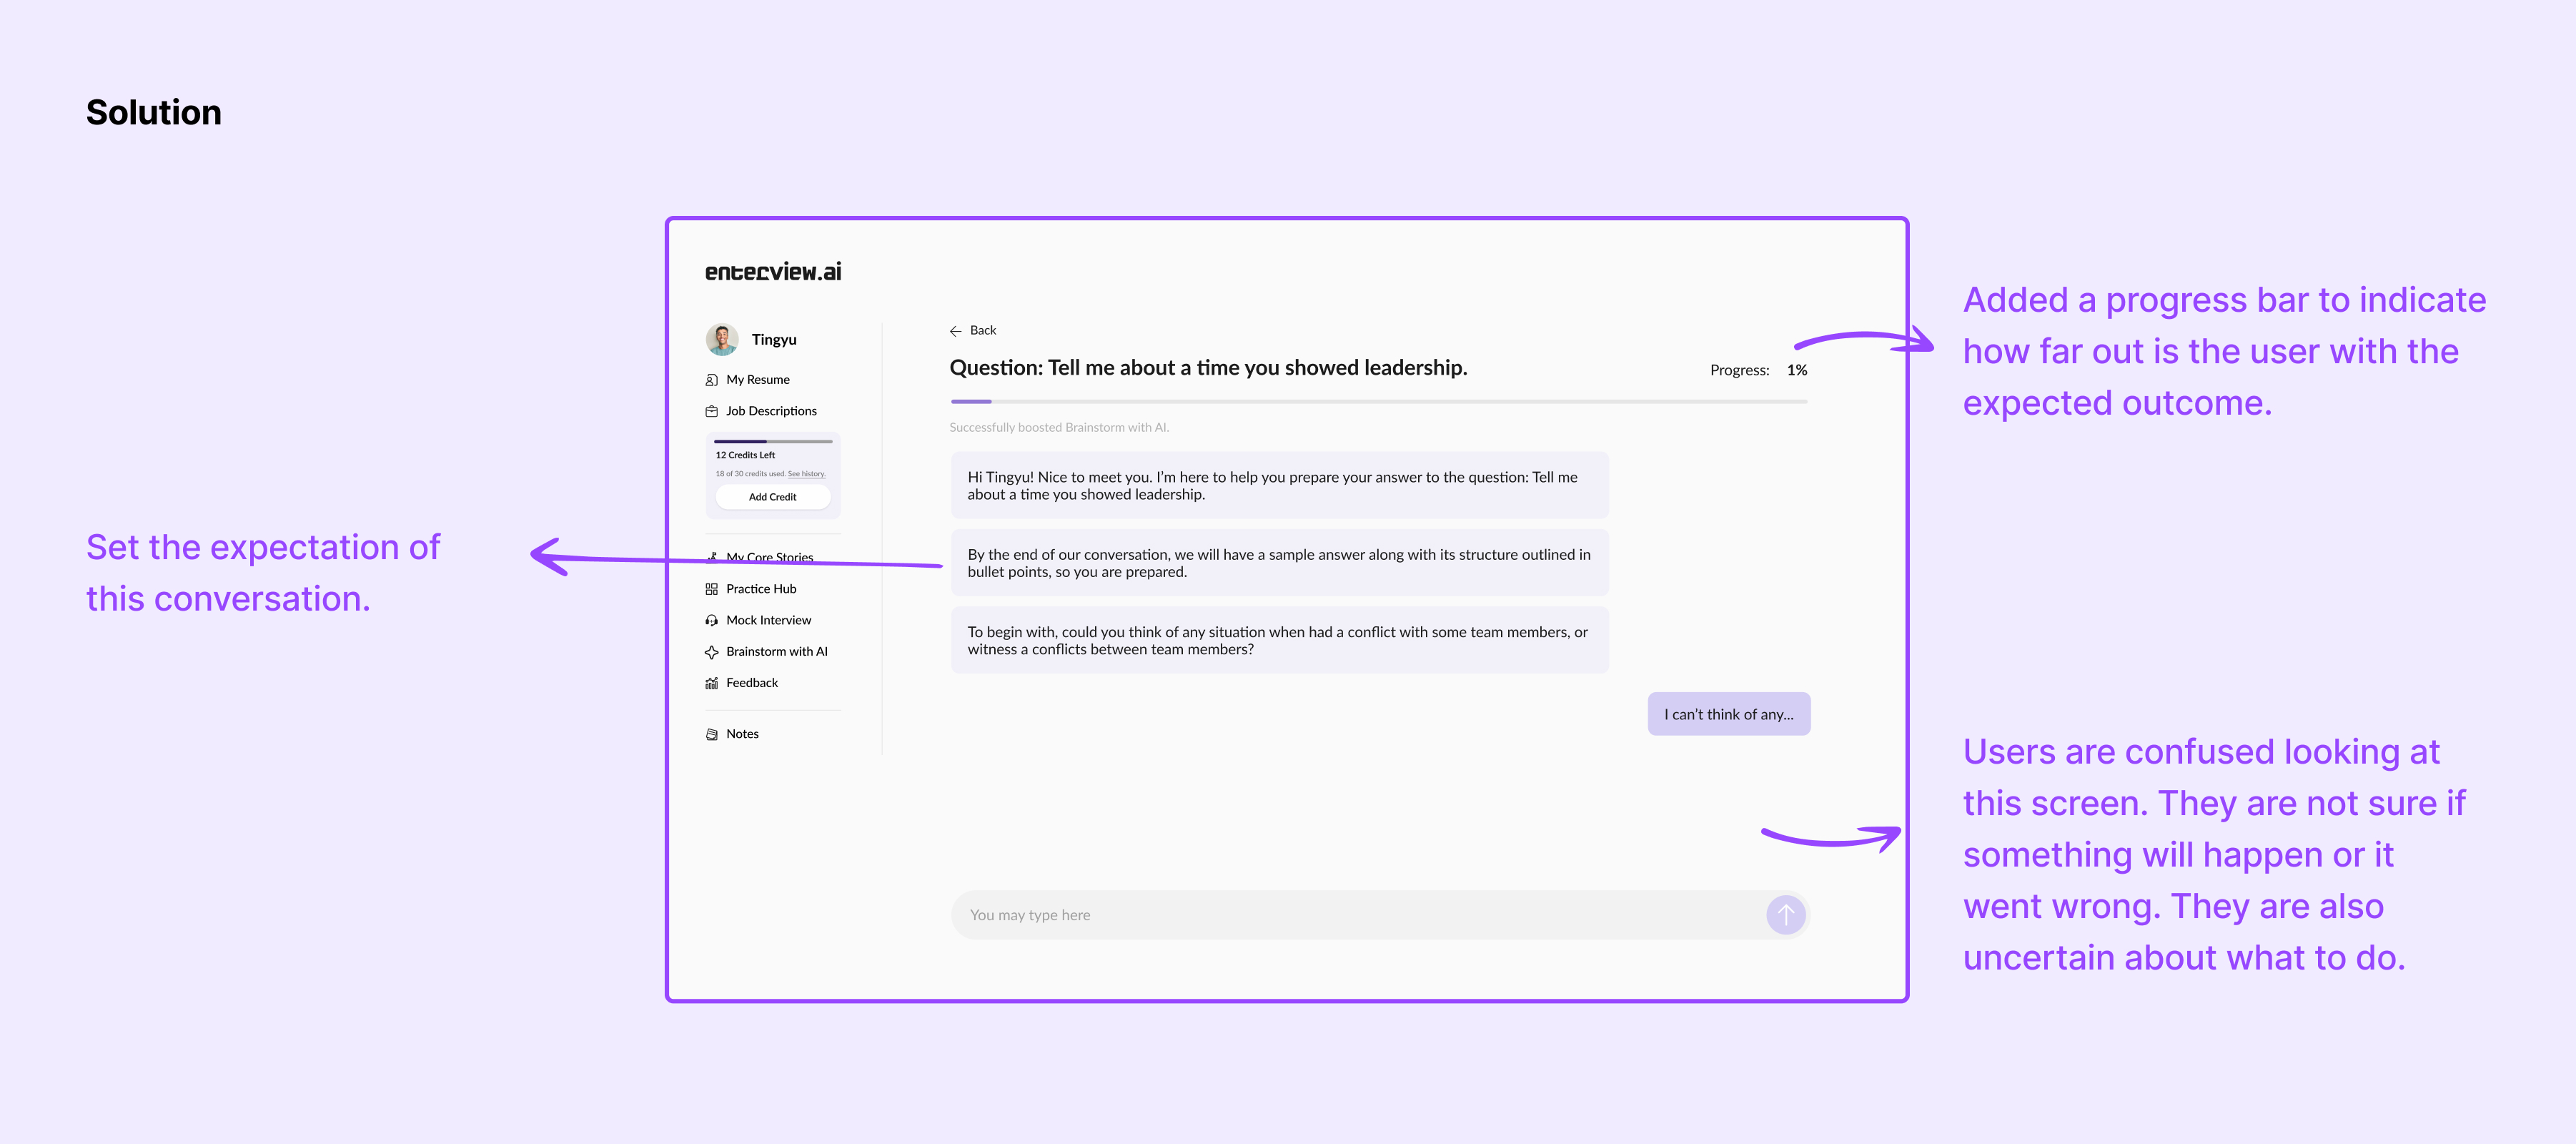 Solution
enterview.ai
Tingyu
My Resume
Job Descriptions
12 Credits Left
18 of 30 credits used. See history.
Add Credit
My Core Stories
Practice Hub
Mock Interview
Brainstorm with AI
Feedback
Notes
Back
Question: Tell me about a time you showed leadership.
Progress: 1%
Successfully boosted Brainstorm with AI.
Hi Tingyu! Nice to meet you. I'm here to help you prepare your answer to the question: Tell me
about a time you showed leadership.
By the end of our conversation, we will have a sample answer along with its structure outlined in
bullet points, so you are prepared.
To begin with, could you think of any situation when had a conflict with some team members, or
witness a conflicts between team members?
I can't think of any...
You may type here
Set the expectation of
this conversation.
Added a progress bar to indicate
how far out is the user with the
expected outcome.
Users are confused looking at
this screen. They are not sure if
something will happen or it
went wrong. They are also
uncertain about what to do.